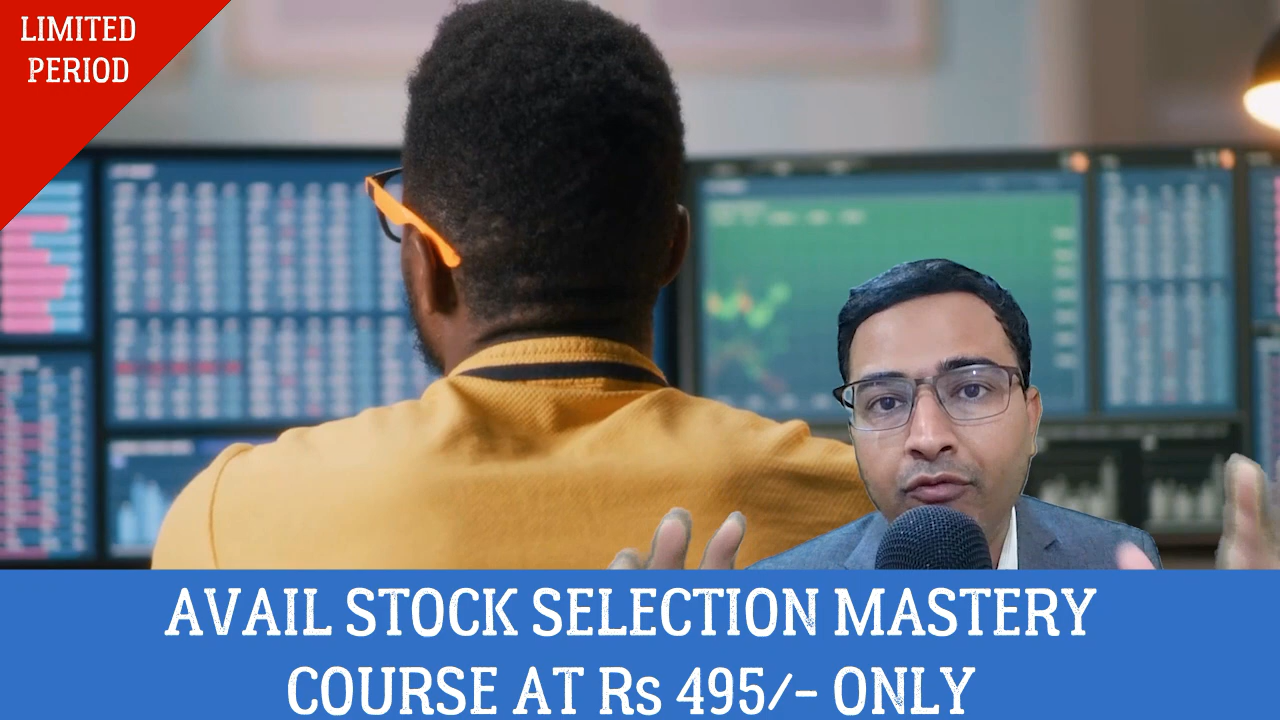 LIMITED
PERIOD
AVAIL STOCK SELECTION MASTERY
COURSE AT Rs 495/- ONLY